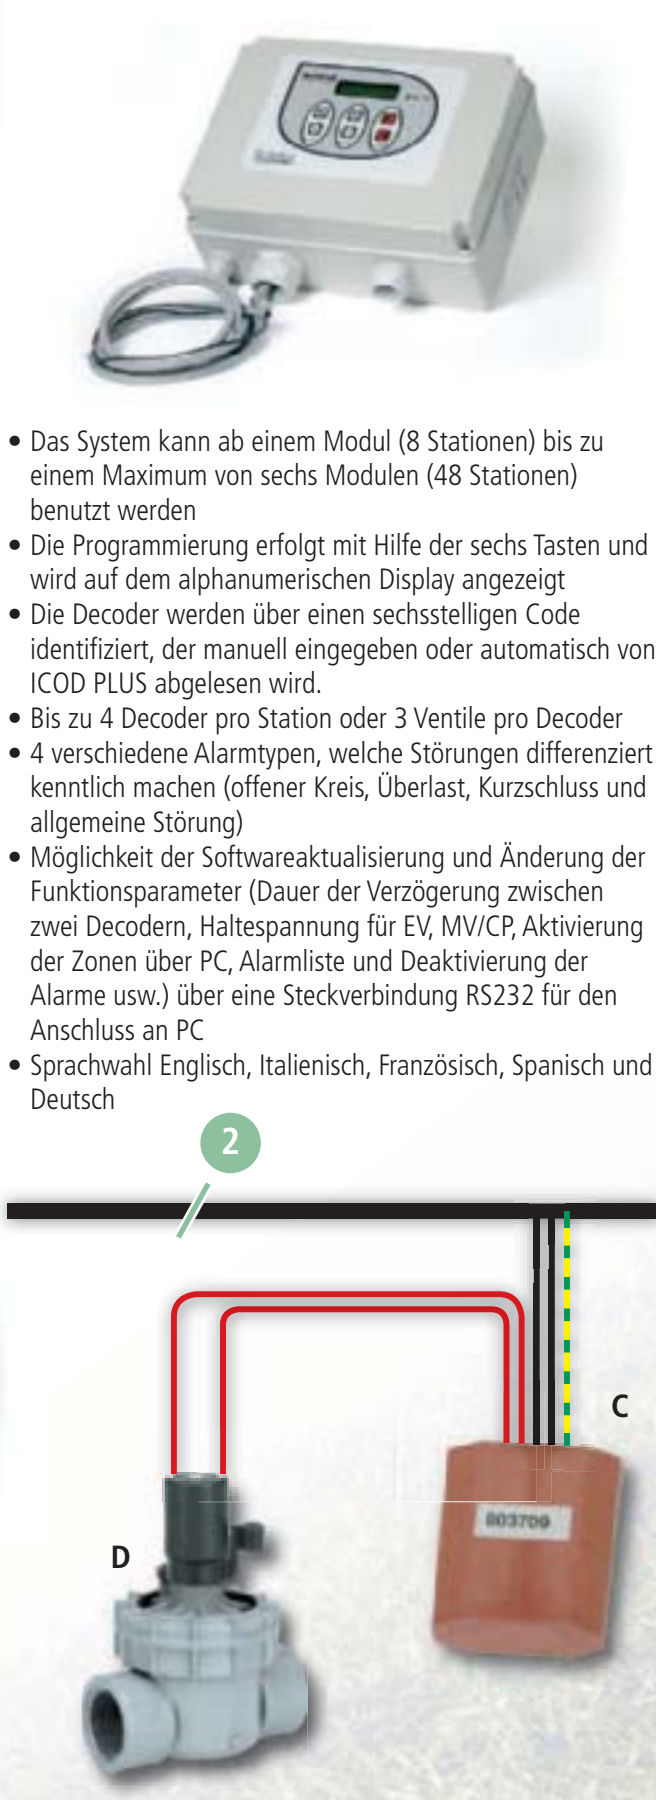 • Das System kann ab einem Modul (8 Stationen) bis zu
einem Maximum von sechs Modulen (48 Stationen)
benutzt werden
• Die Programmierung erfolgt mit Hilfe der sechs Tasten und
wird auf dem alphanumerischen Display angezeigt
• Die Decoder werden über einen sechsstelligen Code
identifiziert, der manuell eingegeben oder automatisch von
ICOD PLUS abgelesen wird.
• Bis zu 4 Decoder pro Station oder 3 Ventile pro Decoder
• 4 verschiedene Alarmtypen, welche Störungen differenziert
kenntlich machen (offener Kreis, Überlast, Kurzschluss und
allgemeine Störung)
• Möglichkeit der Softwareaktualisierung und Änderung der
Funktionsparameter (Dauer der Verzögerung zwischen
zwei Decodern, Haltespannung für EV, MV/CP, Aktivierung
der Zonen über PC, Alarmliste und Deaktivierung der
Alarme usw.) über eine Steckverbindung RS232 für den
Anschluss an PC
• Sprachwahl Englisch, Italienisch, Französisch, Spanisch und
Deutsch
2
C
803709
D